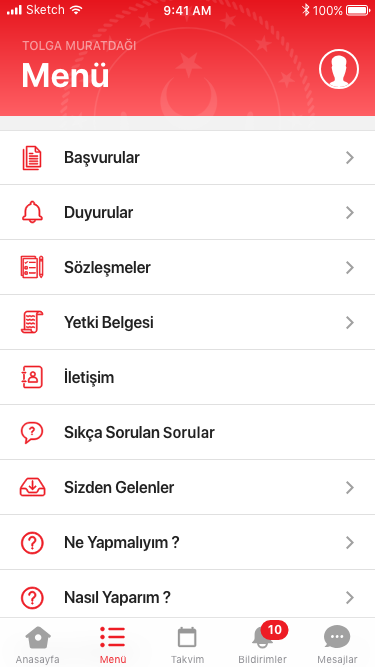 Sketch 9:41 AM 100%
TOLGA MURATDAĞI
Menü
Başvurular
Duyurular
Sözleşmeler
Yetki Belgesi
İletişim
Sıkça Sorulan Sorular
Sizden Gelenler
Ne Yapmalıyım ?
Nasıl Yaparım ?
10
Anasayfa Menü Takvim Bildirimler Mesajlar